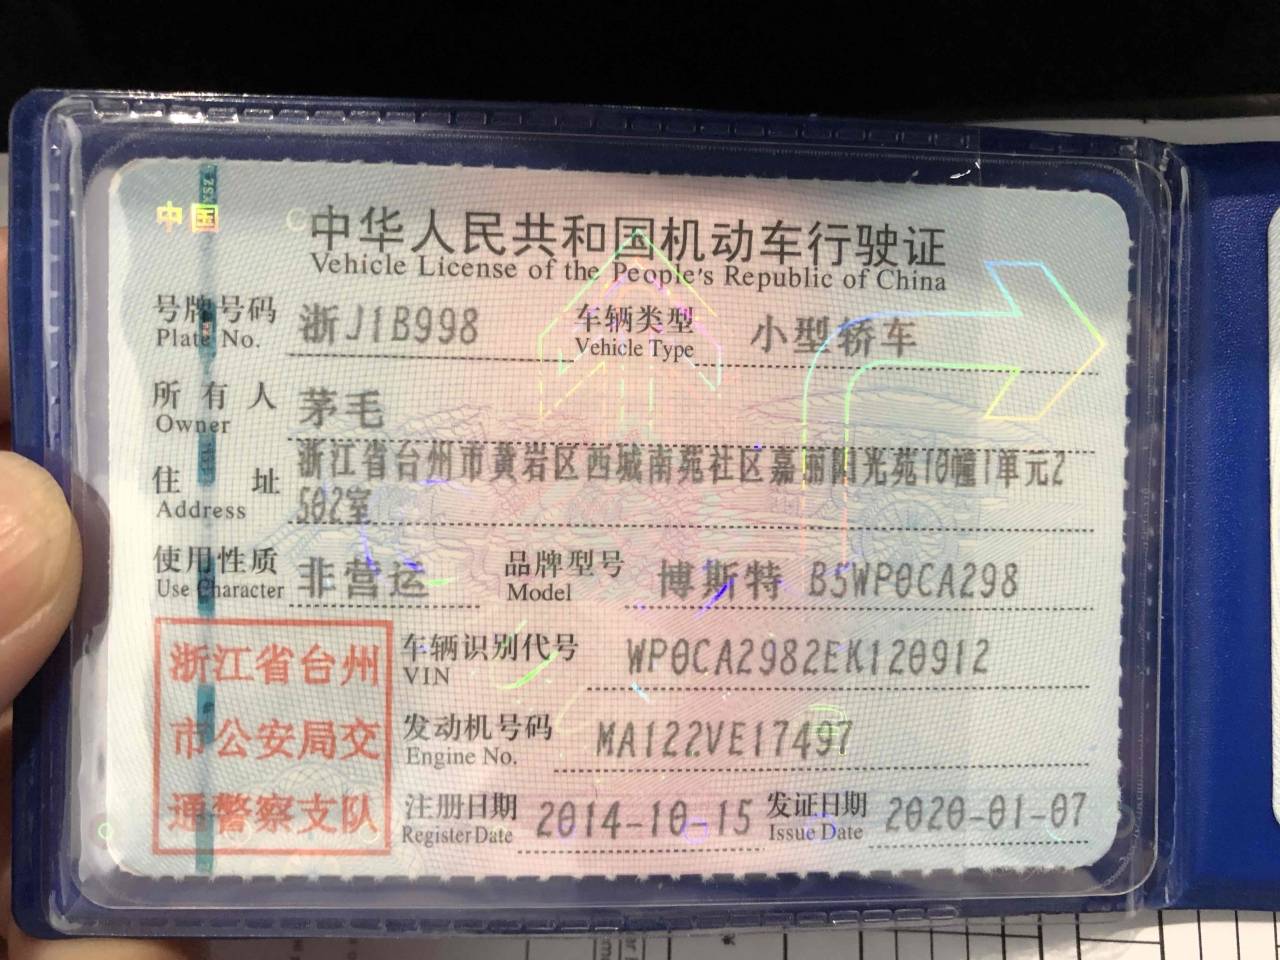 中国
中华人民共和国机动车行驶证
Vehicle License of the People's Republic of China
号牌号码 浙J1B998 车辆类型 小型轿车
Plate No. Vehicle Type
所有人 茅毛
Owner
住址 浙江省台州市黄岩区西城南苑社区嘉丽阳光苑10幢1单元2
Address 502室
使用性质 非营运 品牌型号 博斯特 B5WP0CA298
Use Character Model
车辆识别代号 WP0CA2982EK120912
VIN
发动机号码 MA122VE17497
Engine No.
注册日期 2014-10-15 发证日期 2020-01-07
Register Date Issue Date
浙江省台州
市公安局交
通警察支队